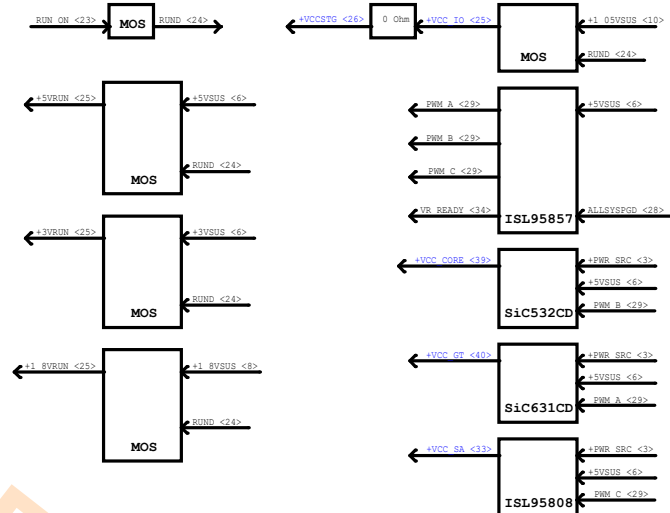 RUN ON <23>
MOS
RUND <24>
+5VRUN <25>
+5VSUS <6>
RUND <24>
MOS
+3VRUN <25>
+3VSUS <6>
RUND <24>
MOS
+1 8VRUN <25>
+1 8VSUS <8>
RUND <24>
MOS
+VCCSTG <26>
0 Ohm
+VCC IO <25>
+1 05VSUS <10>
RUND <24>
MOS
PWM A <29>
+5VSUS <6>
PWM B <29>
PWM C <29>
VR READY <34>
ALLSYSPGD <28>
ISL95857
+VCC CORE <39>
+PWR SRC <3>
+5VSUS <6>
PWM B <29>
SiC532CD
+VCC GT <40>
+PWR SRC <3>
+5VSUS <6>
PWM A <29>
SiC631CD
+VCC SA <33>
+PWR SRC <3>
+5VSUS <6>
PWM C <29>
ISL95808